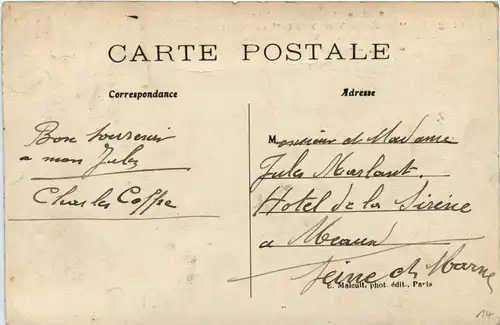 CARTE POSTALE
Correspondance
Adresse
Bon souvenir
a mon Jules
Charles Coffe
Monsieur et Madame
Jules Marlant.
Hotel de la Sirène
a Meaux
Seine et Marne
E. Malcuit, phot. édit., Paris
14